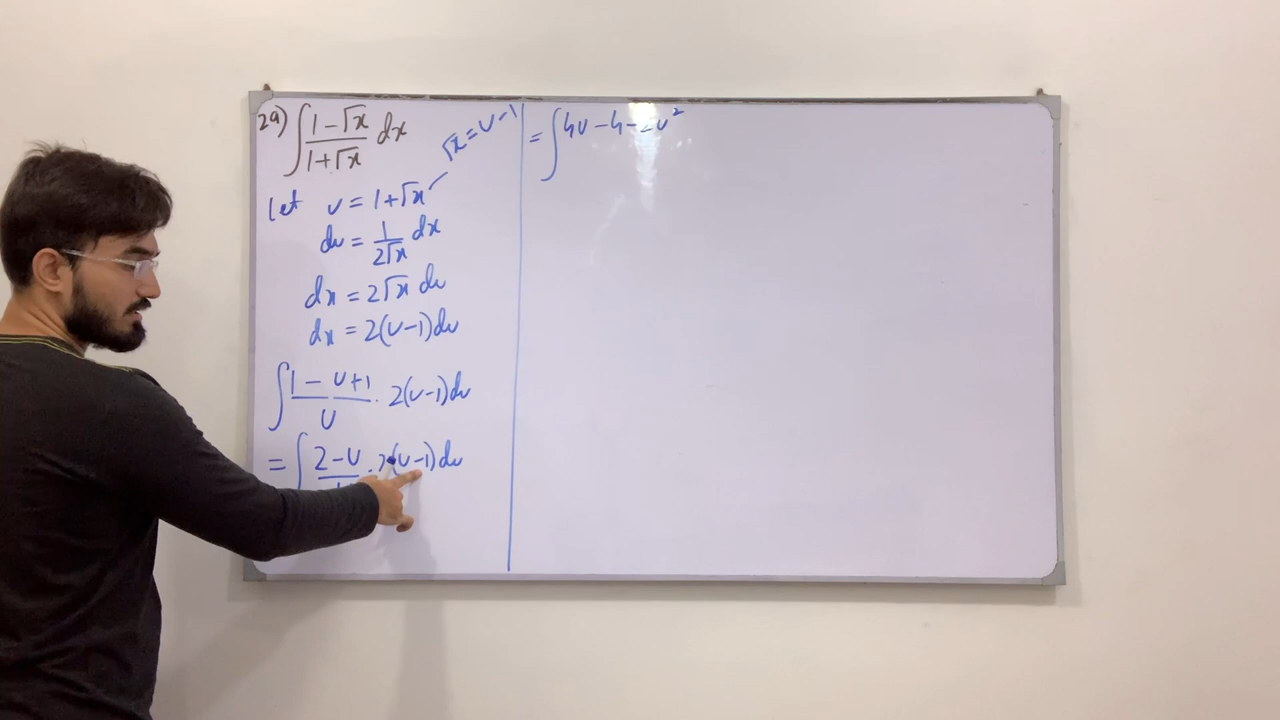 29) ∫ (1-√x)/(1+√x) dx
√x = u-1
let u = 1+√x
du = 1/(2√x) dx
dx = 2√x du
dx = 2(u-1)du
∫ (1-u+1)/u · 2(u-1)du
= ∫ (2-u)/u · 2(u-1)du
= ∫ 4u-4-2u²